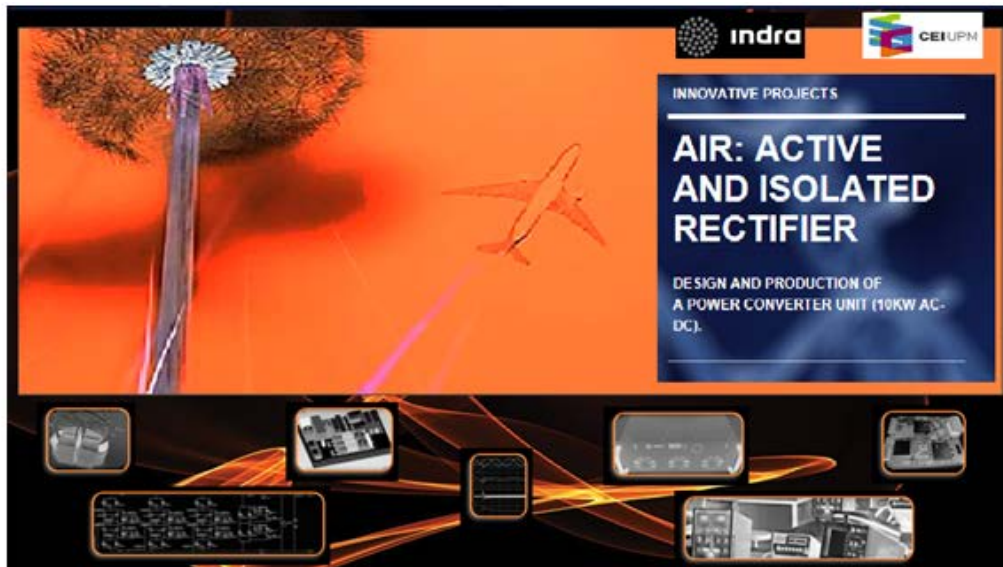 indra
CEIUPM
INNOVATIVE PROJECTS
AIR: ACTIVE
AND ISOLATED
RECTIFIER
DESIGN AND PRODUCTION OF
A POWER CONVERTER UNIT (10KW AC-
DC).